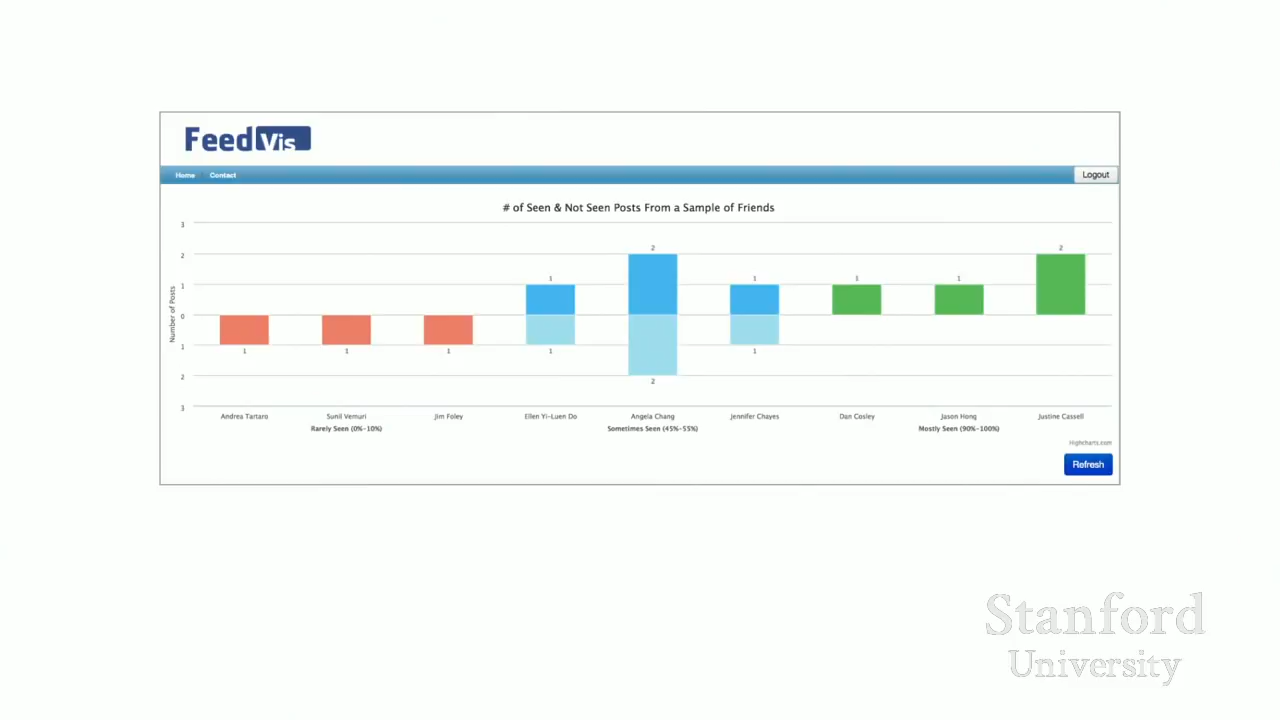 FeedVis
Home Contact Logout
# of Seen & Not Seen Posts From a Sample of Friends
Number of Posts
3
2
1
0
1
2
3
1 1 1 1 2 1 1 1 2
1 2 1
Andrea Tartaro Sunil Vemuri Jim Foley Ellen Yi-Luen Do Angela Chang Jennifer Chayes Dan Cosley Jason Hong Justine Cassell
Rarely Seen (0%-10%) Sometimes Seen (45%-55%) Mostly Seen (90%-100%)
Highcharts.com
Refresh
Stanford
University